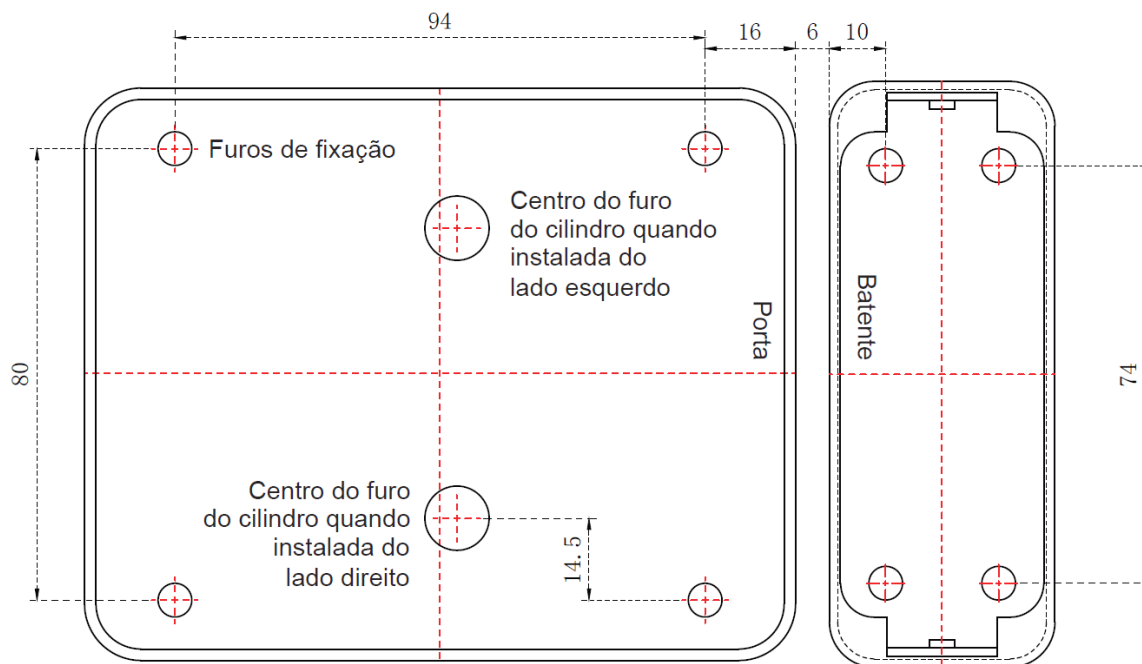 94
16
6
10
Furos de fixação
Centro do furo
do cilindro quando
instalada do
lado esquerdo
Porta
Batente
80
74
Centro do furo
do cilindro quando
instalada do
lado direito
14.5